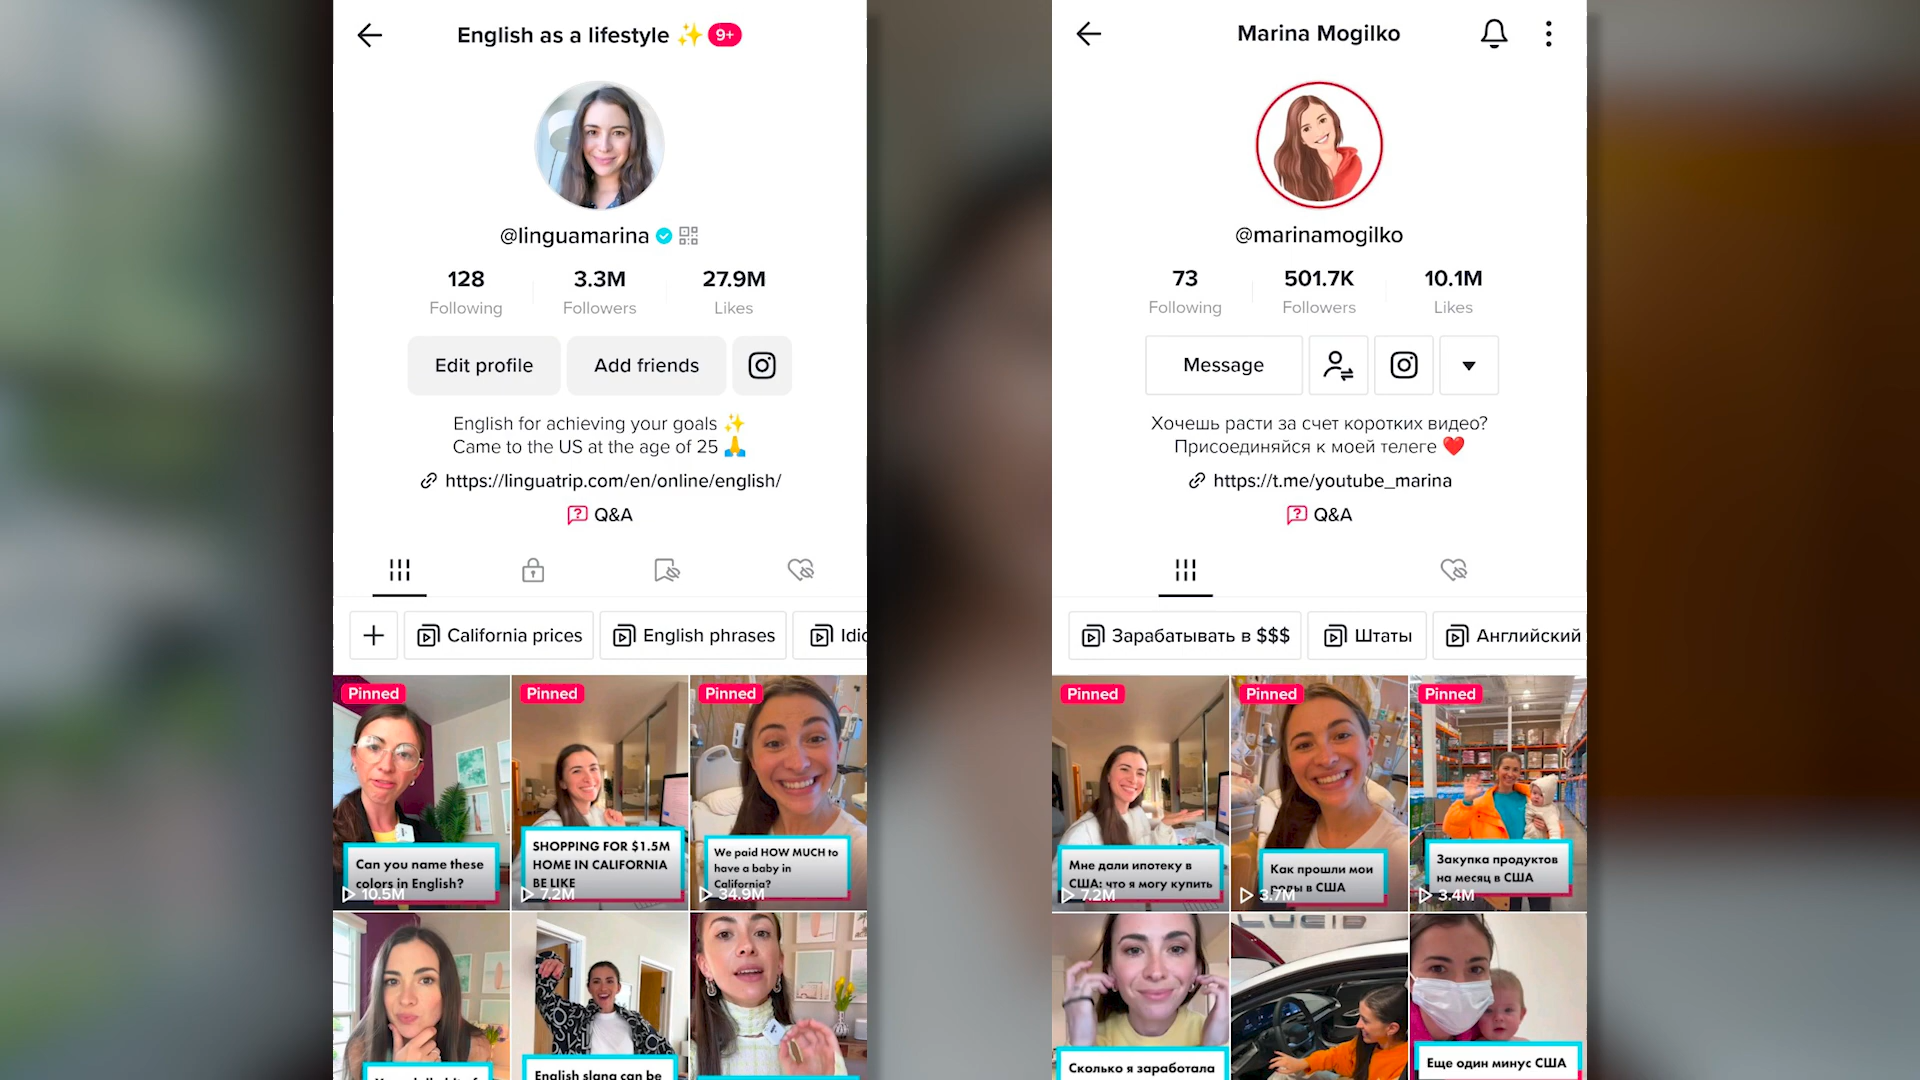 English as a lifestyle ✨ 9+
@linguamarina
128 3.3M 27.9M
Following Followers Likes
Edit profile Add friends
English for achieving your goals ✨
Came to the US at the age of 25 🙏
https://linguatrip.com/en/online/english/
Q&A
California prices English phrases
Pinned Pinned Pinned
Can you name these
colors in English?
10.5M
SHOPPING FOR $1.5M
HOME IN CALIFORNIA
BE LIKE
7.2M
We paid HOW MUCH to
have a baby in
California?
34.9M
English slang can be
Marina Mogilko
@marinamogilko
73 501.7K 10.1M
Following Followers Likes
Message
Хочешь расти за счет коротких видео?
Присоединяйся к моей телеге ❤️
https://t.me/youtube_marina
Q&A
Зарабатывать в $$$ Штаты Английский
Pinned Pinned Pinned
Мне дали ипотеку в
США: что я могу купить
7.2M
Как прошли мои
роды в США
3.7M
Закупка продуктов
на месяц в США
3.4M
Сколько я заработала
Еще один минус США